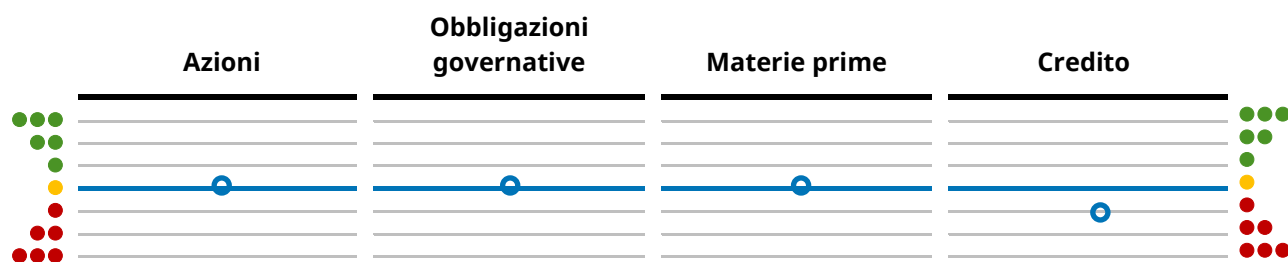 Azioni
Obbligazioni
governative
Materie prime
Credito